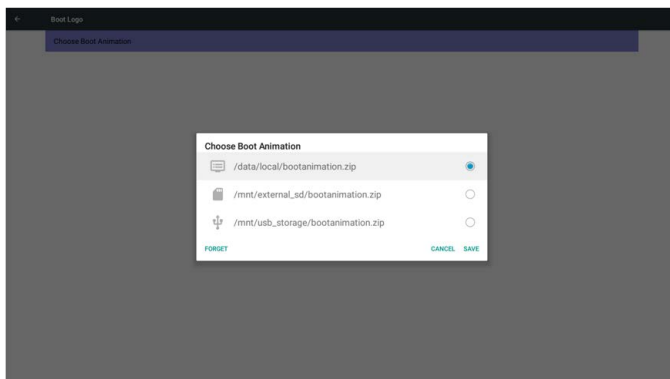 Boot Logo
Choose Boot Animation
Choose Boot Animation
/data/local/bootanimation.zip
/mnt/external_sd/bootanimation.zip
/mnt/usb_storage/bootanimation.zip
FORGET CANCEL SAVE